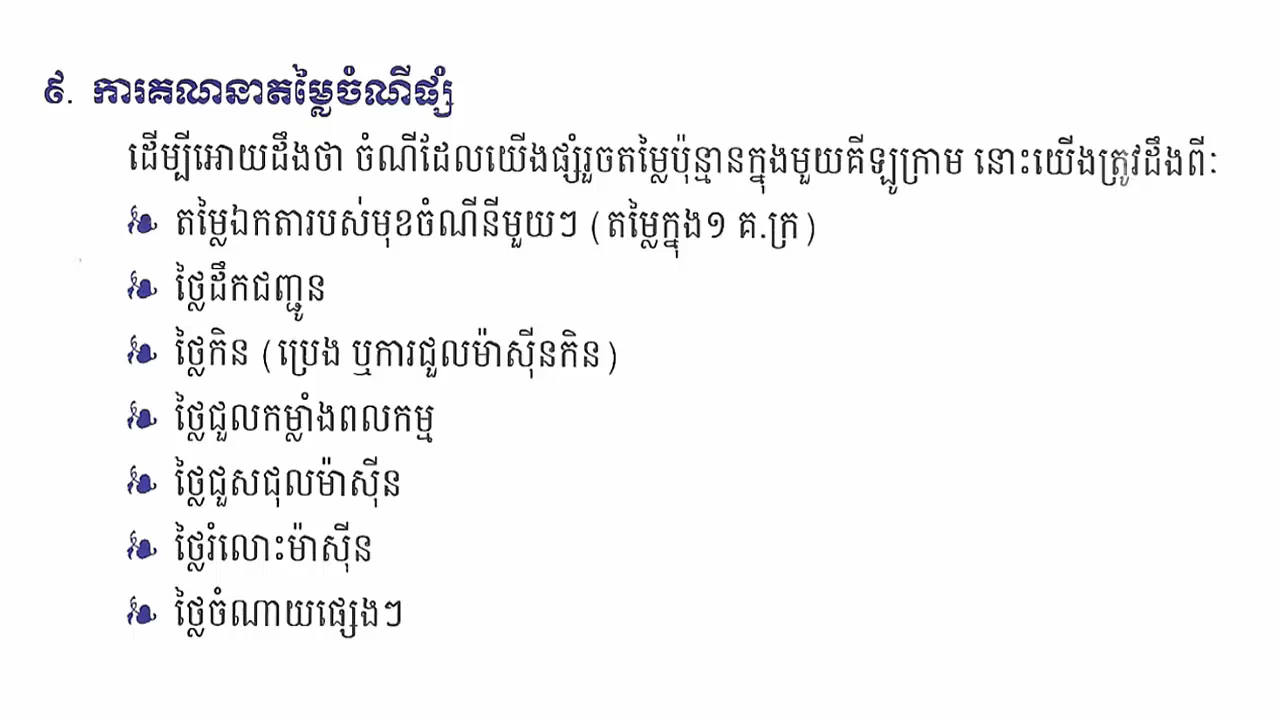 ៩. ការគណនាតម្លៃចំណីផ្សំ
ដើម្បីអោយដឹងថា ចំណីដែលយើងផ្សំរួចតម្លៃប៉ុន្មានក្នុងមួយគីឡូក្រាម នោះយើងត្រូវដឹងពីៈ
តម្លៃឯកតារបស់មុខចំណីនីមួយៗ (តម្លៃក្នុង១ គ.ក្រ)
ថ្លៃដឹកជញ្ជូន
ថ្លៃកិន (ប្រេង ឬការជួលម៉ាស៊ីនកិន)
ថ្លៃជួលកម្លាំងពលកម្ម
ថ្លៃជួសជុលម៉ាស៊ីន
ថ្លៃរំលោះម៉ាស៊ីន
ថ្លៃចំណាយផ្សេងៗ